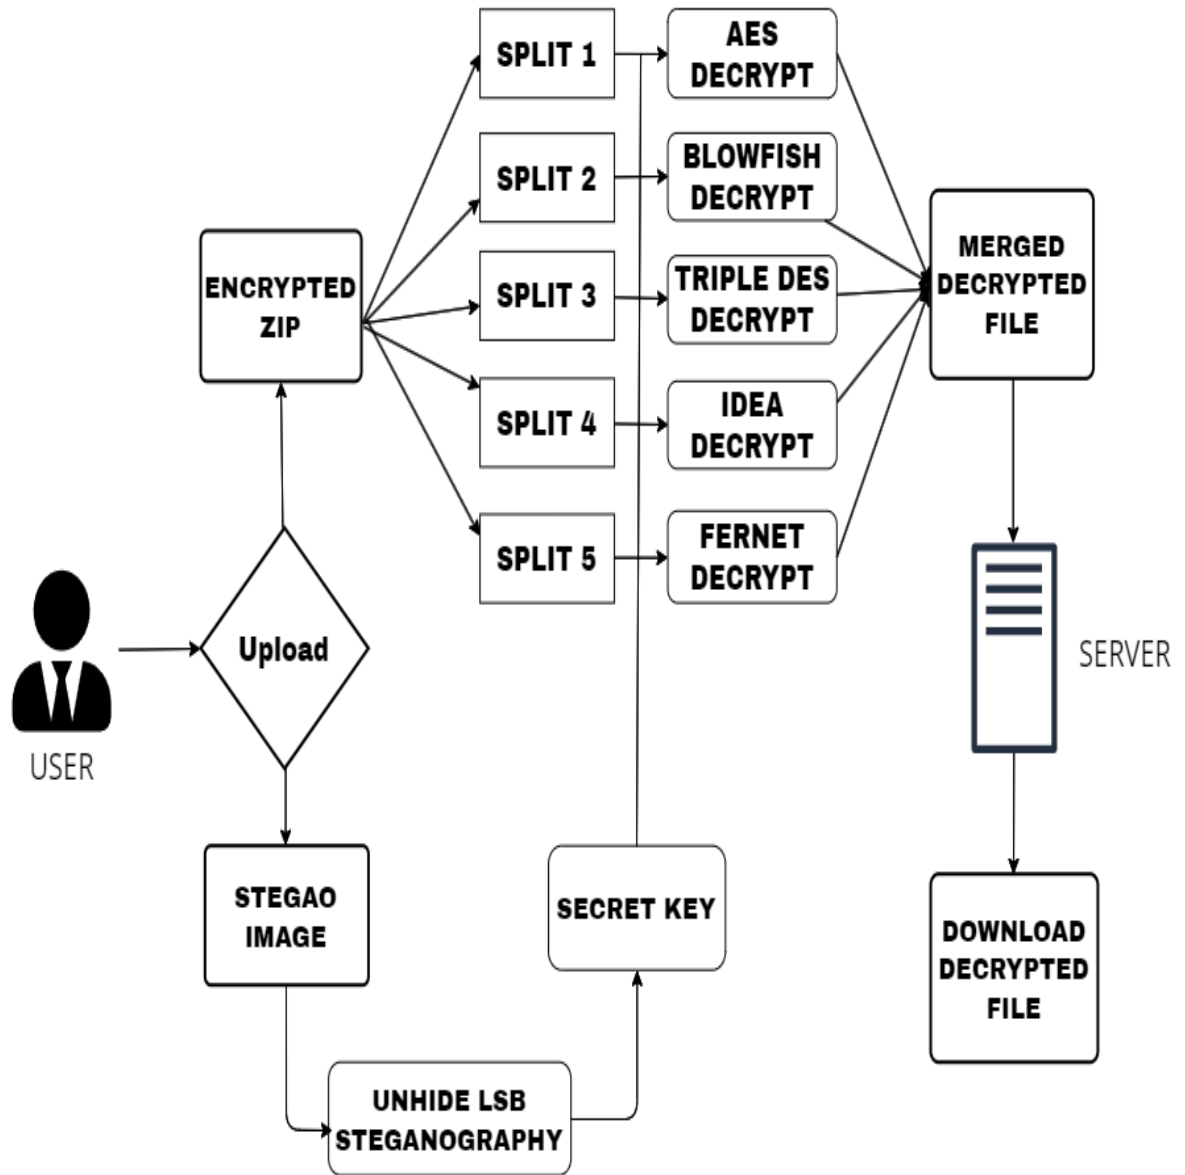 SPLIT 1
AES
DECRYPT
SPLIT 2
BLOWFISH
DECRYPT
ENCRYPTED
ZIP
SPLIT 3
TRIPLE DES
DECRYPT
MERGED
DECRYPTED
FILE
SPLIT 4
IDEA
DECRYPT
SPLIT 5
FERNET
DECRYPT
Upload
USER
SERVER
STEGAO
IMAGE
SECRET KEY
DOWNLOAD
DECRYPTED
FILE
UNHIDE LSB
STEGANOGRAPHY